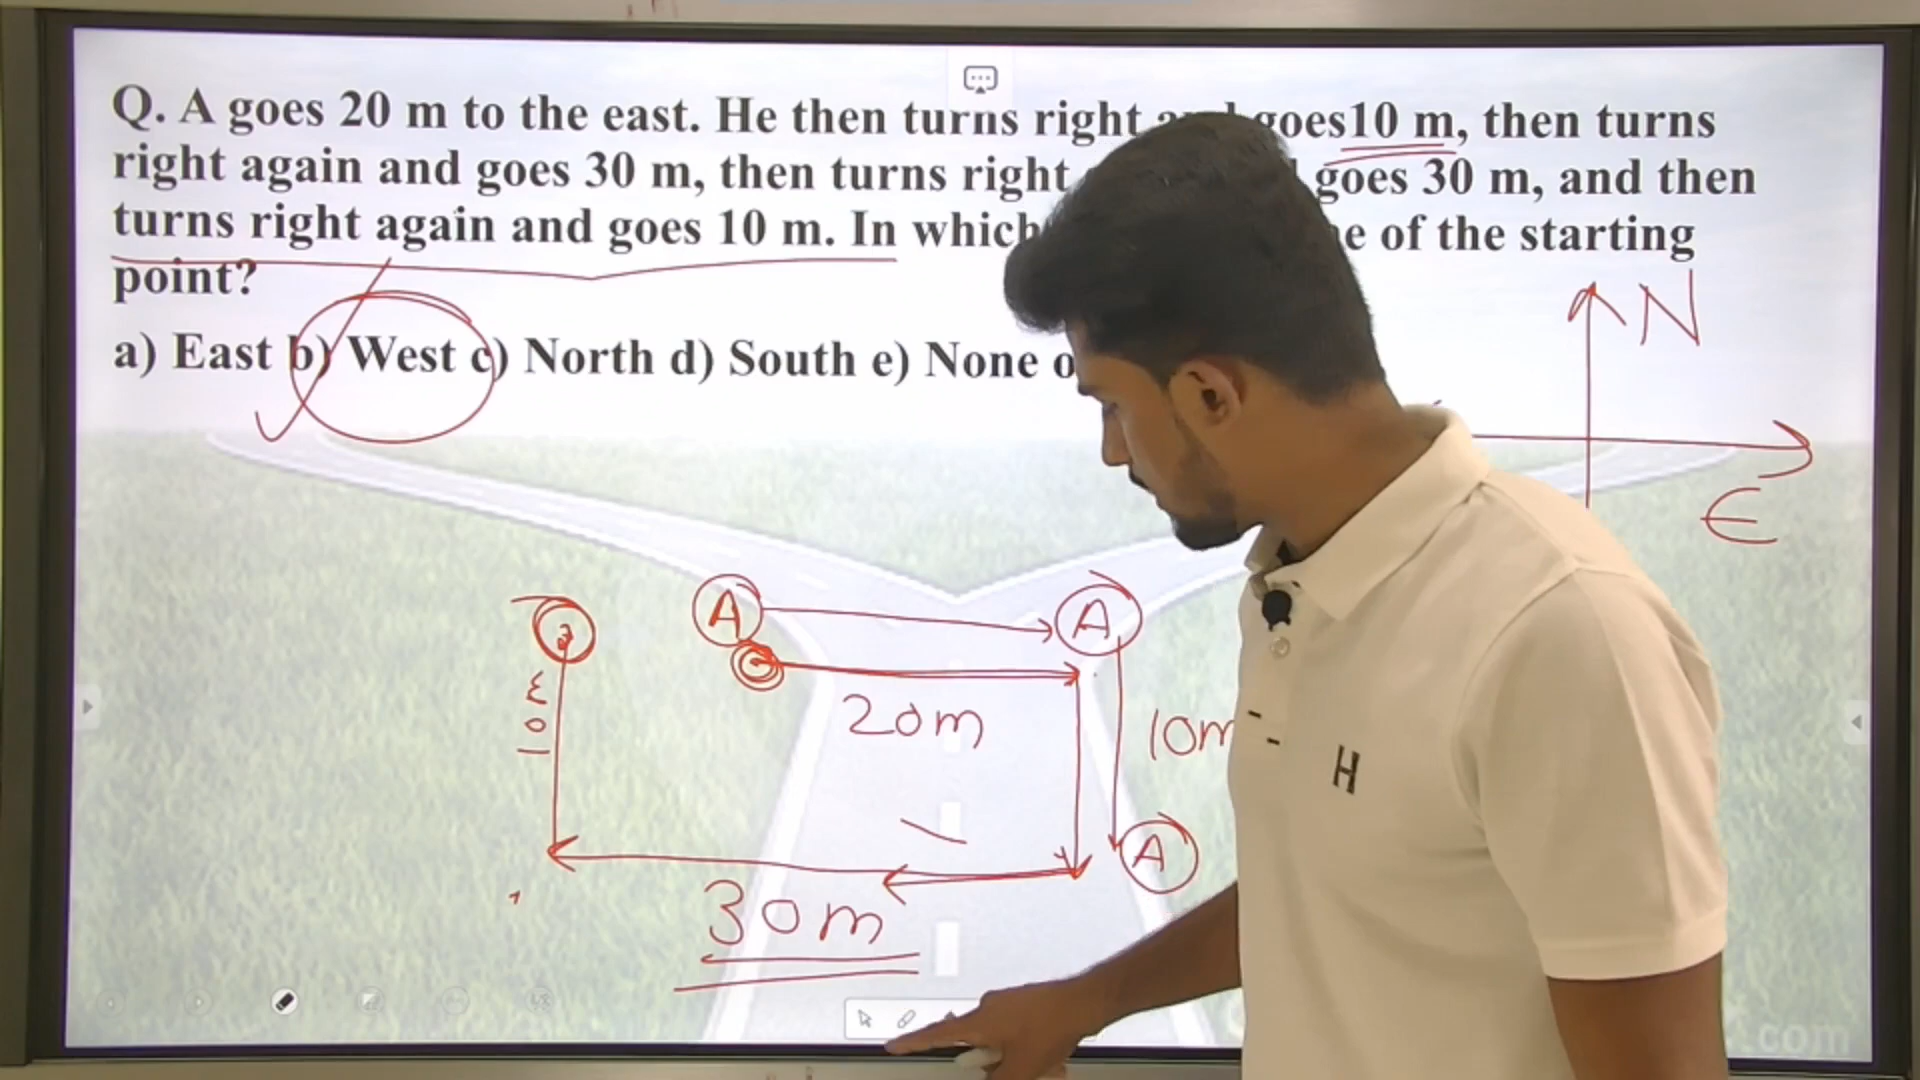 Q. A goes 20 m to the east. He then turns right goes10 m, then turns
right again and goes 30 m, then turns right goes 30 m, and then
turns right again and goes 10 m. In which of the starting
point?
a) East b) West c) North d) South e) None
N
E
A
A
20m
10m
10m
A
30m
H
.com